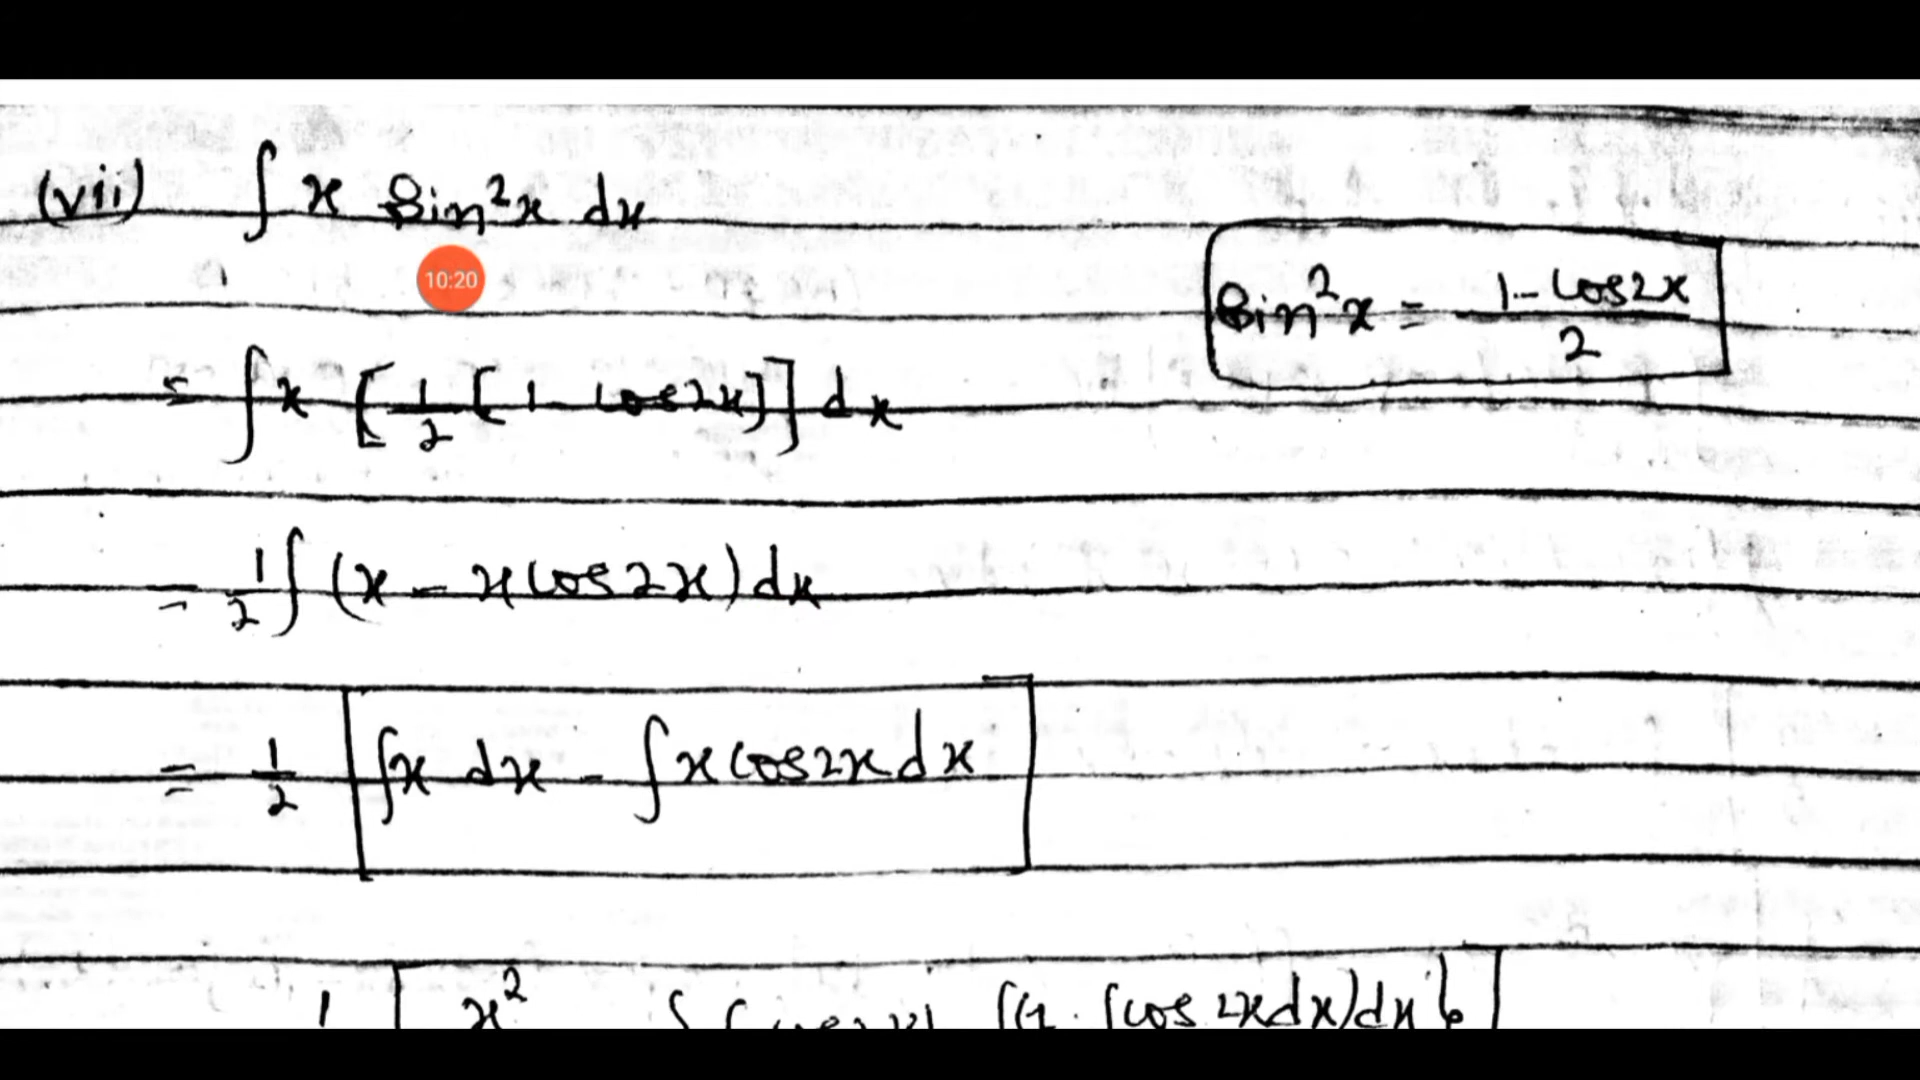 (vii) ∫ x Sin²x dx
10:20
Sin²x = 1 - Cos2x / 2
= ∫ x [1/2 [1 - Cos2x]] dx
= 1/2 ∫ (x - x Cos2x) dx
= 1/2 [∫x dx - ∫x Cos2x dx]